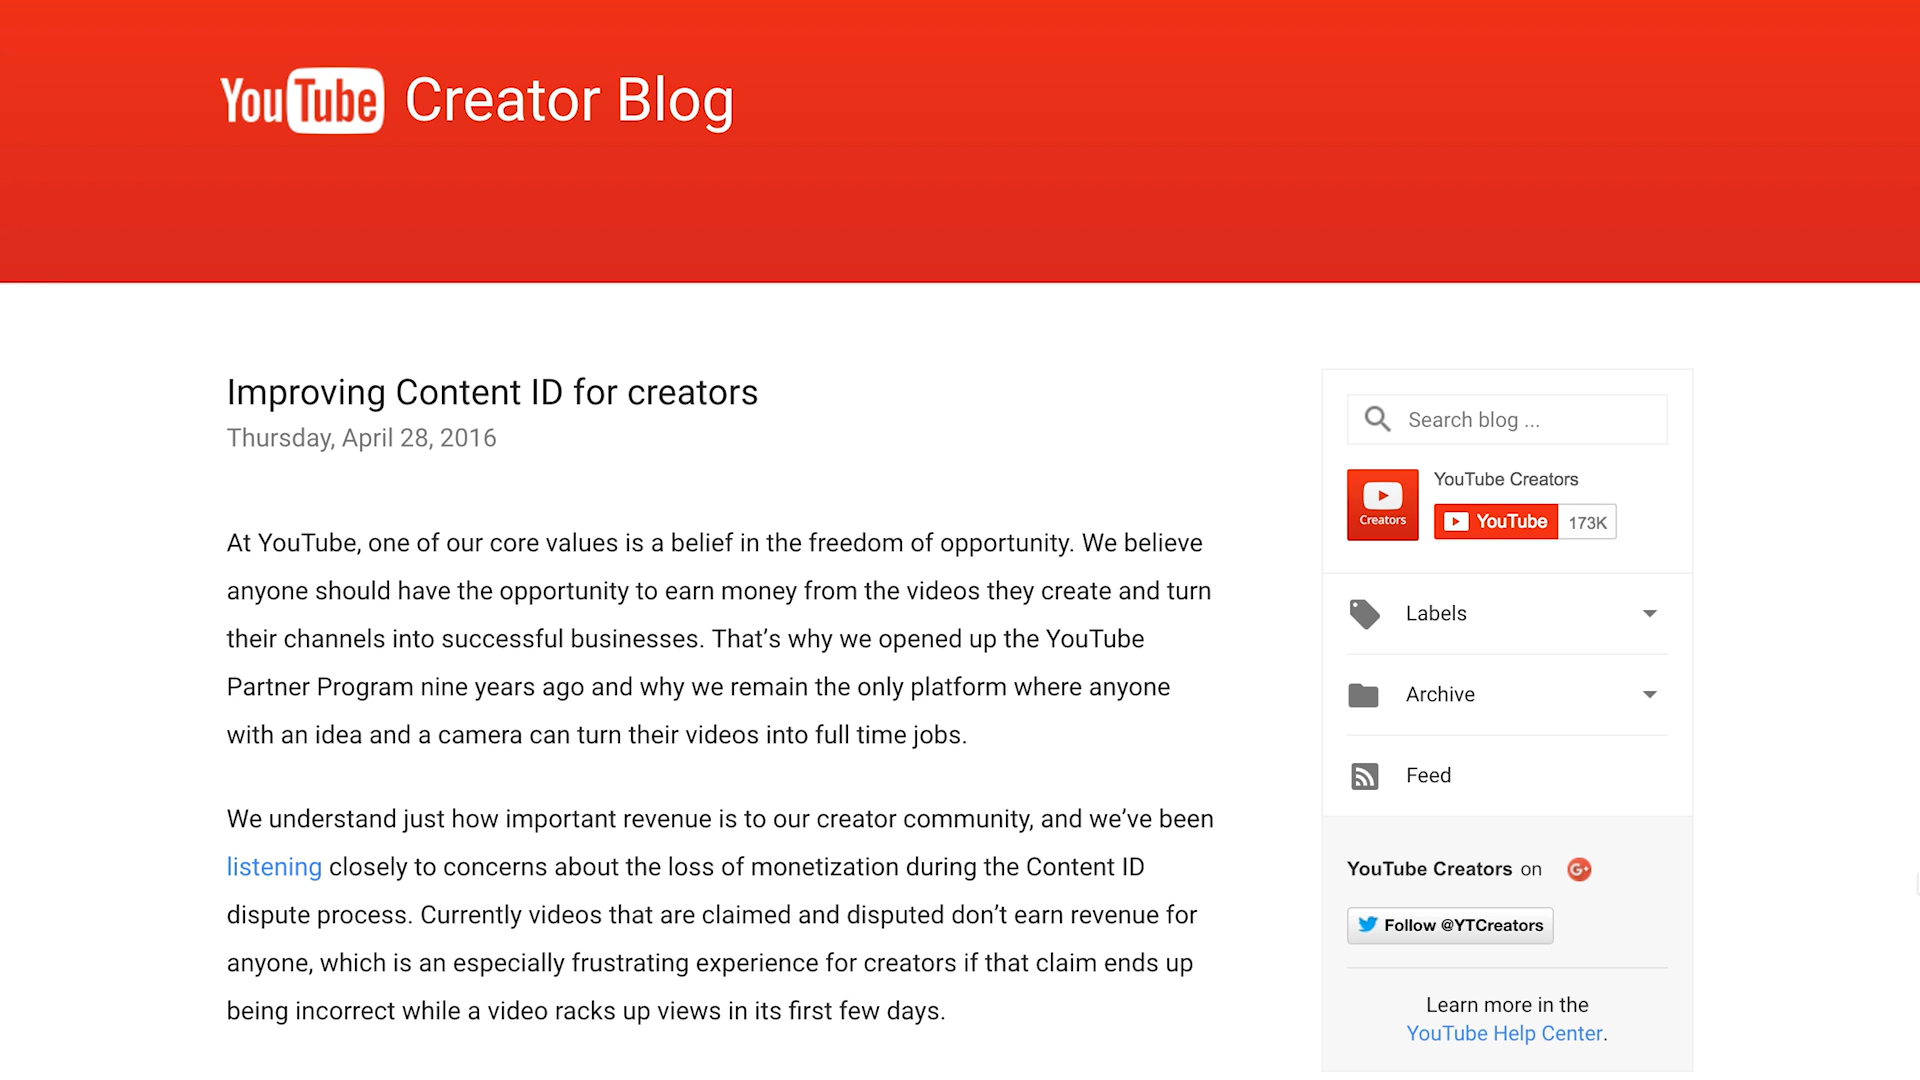 YouTube Creator Blog
Improving Content ID for creators
Thursday, April 28, 2016
At YouTube, one of our core values is a belief in the freedom of opportunity. We believe
anyone should have the opportunity to earn money from the videos they create and turn
their channels into successful businesses. That’s why we opened up the YouTube
Partner Program nine years ago and why we remain the only platform where anyone
with an idea and a camera can turn their videos into full time jobs.
We understand just how important revenue is to our creator community, and we’ve been
listening closely to concerns about the loss of monetization during the Content ID
dispute process. Currently videos that are claimed and disputed don’t earn revenue for
anyone, which is an especially frustrating experience for creators if that claim ends up
being incorrect while a video racks up views in its first few days.
Search blog ...
YouTube Creators
Creators
YouTube 173K
Labels
Archive
Feed
YouTube Creators on G+
Follow @YTCreators
Learn more in the
YouTube Help Center.